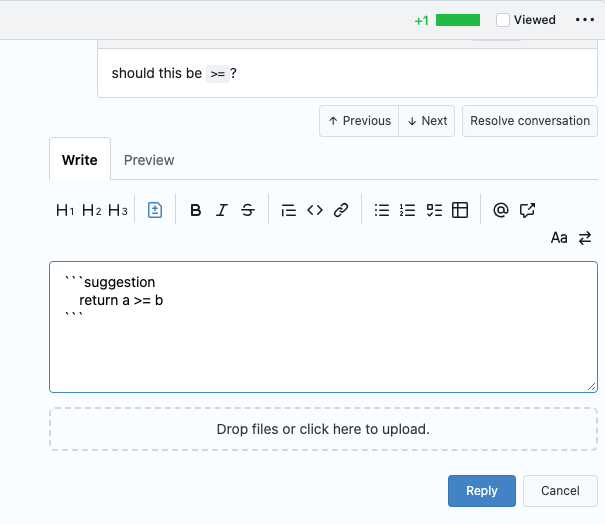 +1 Viewed
should this be >= ?
↑ Previous ↓ Next Resolve conversation
Write Preview
H1 H2 H3 B I S @
Aa
```suggestion
    return a >= b
```
Drop files or click here to upload.
Reply Cancel